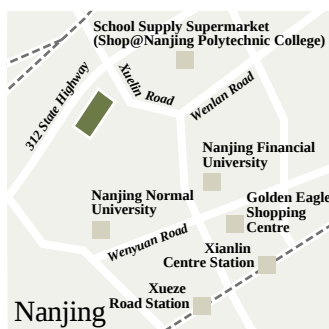 School Supply Supermarket
(Shop@Nanjing Polytechnic College)
312 State Highway
Xuelin Road
Wenlan Road
Nanjing Financial
University
Nanjing Normal
University
Golden Eagle
Shopping
Centre
Wenyuan Road
Xianlin
Centre Station
Xueze
Road Station
Nanjing